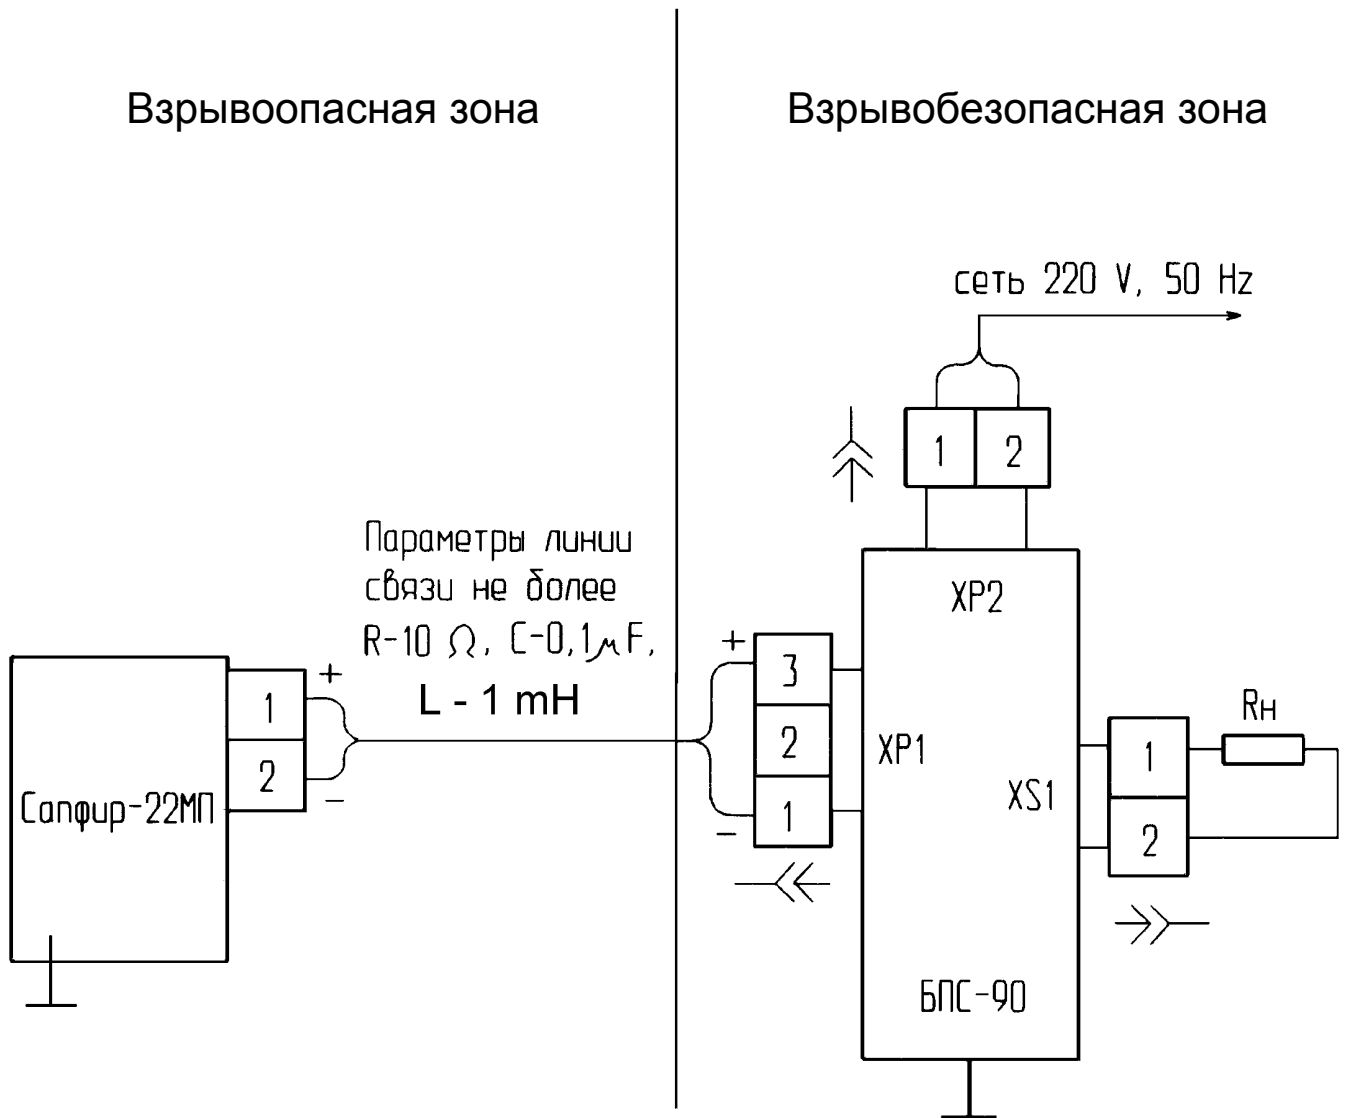 Взрывоопасная зона
Взрывобезопасная зона
сеть 220 V, 50 Hz
1 2
Параметры линии
связи не более
R-10 Ω, C-0,1μF,
L - 1 mH
XP2
+
3
2
1
−
XP1
+
1
2
−
Сапфир-22МП
Rн
XS1
1
2
БПС-90